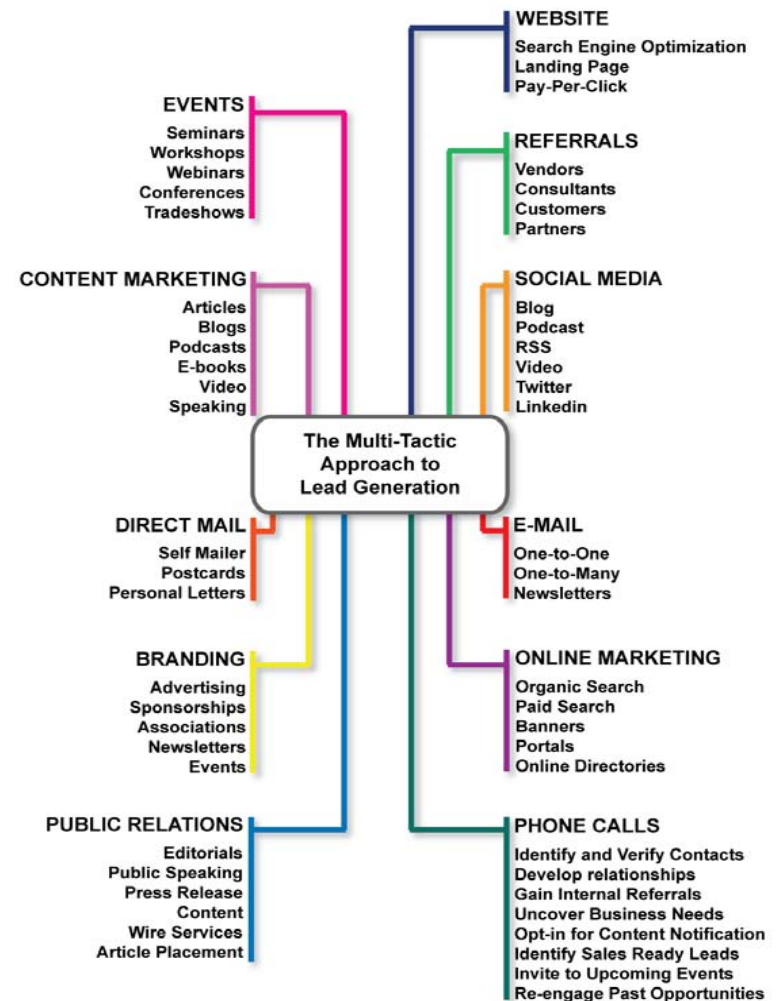 EVENTS
Seminars
Workshops
Webinars
Conferences
Tradeshows
CONTENT MARKETING
Articles
Blogs
Podcasts
E-books
Video
Speaking
WEBSITE
Search Engine Optimization
Landing Page
Pay-Per-Click
REFERRALS
Vendors
Consultants
Customers
Partners
SOCIAL MEDIA
Blog
Podcast
RSS
Video
Twitter
Linkedin
The Multi-Tactic
Approach to
Lead Generation
DIRECT MAIL
Self Mailer
Postcards
Personal Letters
BRANDING
Advertising
Sponsorships
Associations
Newsletters
Events
PUBLIC RELATIONS
Editorials
Public Speaking
Press Release
Content
Wire Services
Article Placement
E-MAIL
One-to-One
One-to-Many
Newsletters
ONLINE MARKETING
Organic Search
Paid Search
Banners
Portals
Online Directories
PHONE CALLS
Identify and Verify Contacts
Develop relationships
Gain Internal Referrals
Uncover Business Needs
Opt-in for Content Notification
Identify Sales Ready Leads
Invite to Upcoming Events
Re-engage Past Opportunities